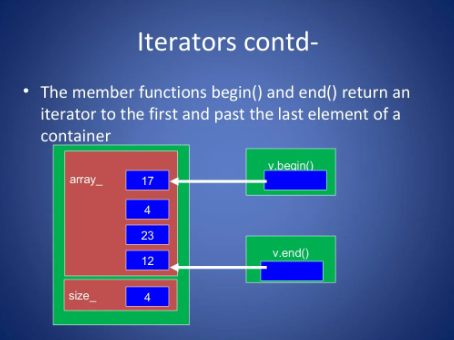 Iterators contd-
• The member functions begin() and end() return an
iterator to the first and past the last element of a
container
array_
17
4
23
12
size_
4
v.begin()
v.end()